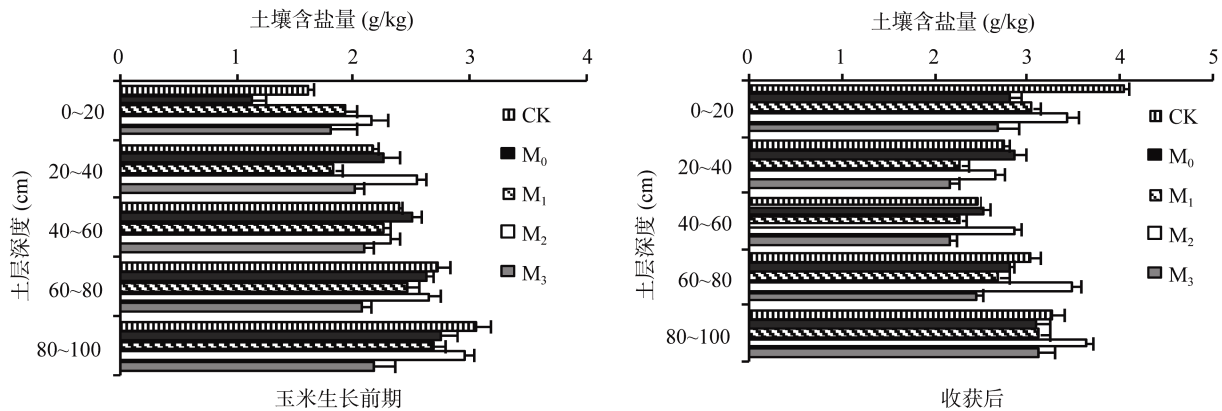 土壤含盐量 (g/kg)
0 1 2 3 4
土层深度 (cm)
0~20
20~40
40~60
60~80
80~100
CK
M₀
M₁
M₂
M₃
玉米生长前期
土壤含盐量 (g/kg)
0 1 2 3 4 5
土层深度 (cm)
0~20
20~40
40~60
60~80
80~100
CK
M₀
M₁
M₂
M₃
收获后